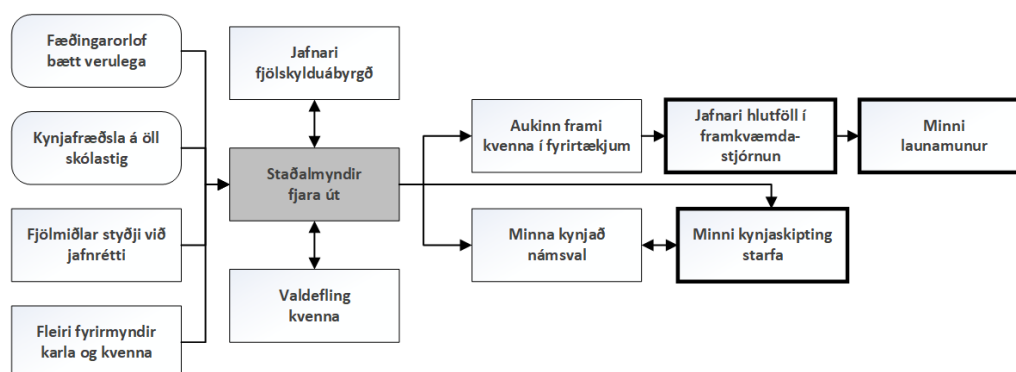 Fæðingarorlof
bætt verulega
Kynjafræðsla á öll
skólastig
Fjölmiðlar styðji við
jafnrétti
Fleiri fyrirmyndir
karla og kvenna
Jafnari
fjölskylduábyrgð
Staðalmyndir
fjara út
Valdefling
kvenna
Aukinn frami
kvenna í fyrirtækjum
Minna kynjað
námsval
Jafnari hlutföll í
framkvæmda-
stjórnun
Minni kynjaskipting
starfa
Minni
launamunur